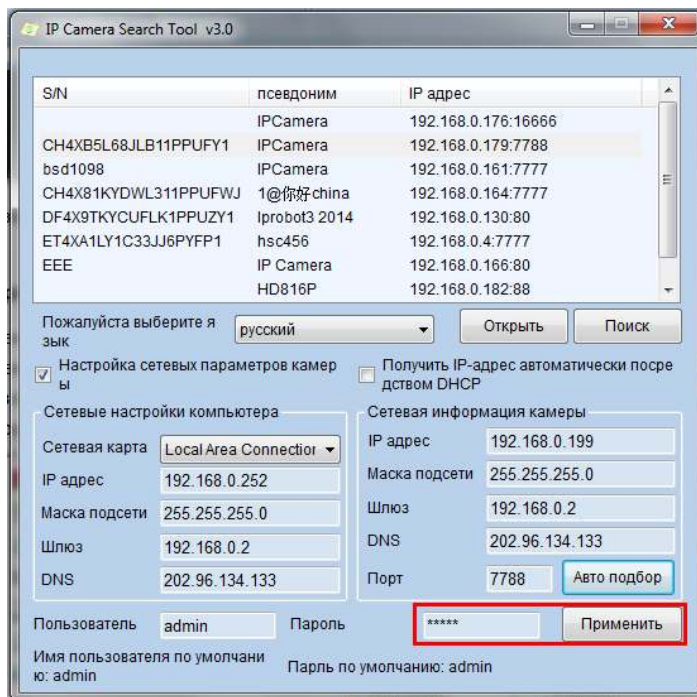 IP Camera Search Tool v3.0
S/N псевдоним IP адрес
IPCamera 192.168.0.176:16666
CH4XB5L68JLB11PPUFY1 IPCamera 192.168.0.179:7788
bsd1098 IPCamera 192.168.0.161:7777
CH4X81KYDWL311PPUFWJ 1@你好china 192.168.0.164:7777
DF4X9TKYCUFLK1PPUZY1 Iprobot3 2014 192.168.0.130:80
ET4XA1LY1C33JJ6PYFP1 hsc456 192.168.0.4:7777
EEE IP Camera 192.168.0.166:80
HD816P 192.168.0.182:88
Пожалуйста выберите я
зык
русский
Открыть
Поиск
Настройка сетевых параметров камер
ы
Получить IP-адрес автоматически посре
дством DHCP
Сетевые настройки компьютера
Сетевая карта Local Area Connection
IP адрес 192.168.0.252
Маска подсети 255.255.255.0
Шлюз 192.168.0.2
DNS 202.96.134.133
Сетевая информация камеры
IP адрес 192.168.0.199
Маска подсети 255.255.255.0
Шлюз 192.168.0.2
DNS 202.96.134.133
Порт 7788 Авто подбор
Пользователь admin Пароль ***** Применить
Имя пользователя по умолчани
ю: admin
Парль по умолчанию: admin